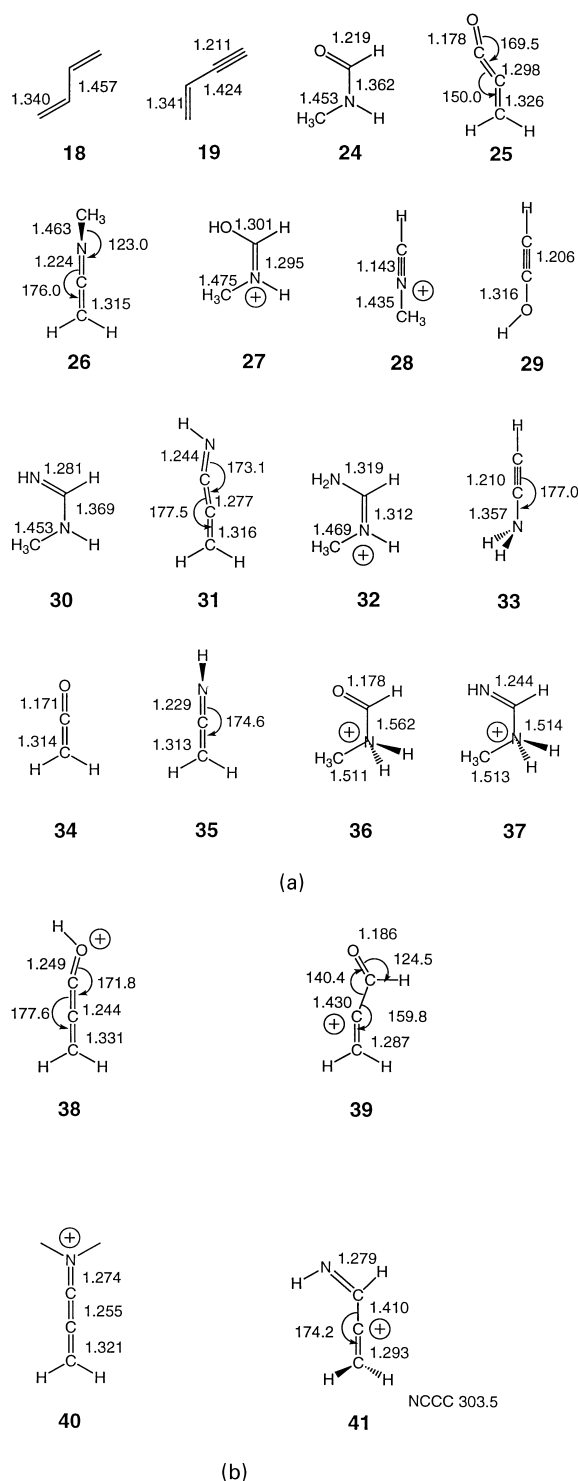 1.340
1.457
18
1.211
1.341
1.424
19
1.219
O
H
1.453
1.362
N
H3C
H
24
O
1.178
C
169.5
1.298
C
150.0
1.326
C
H
H
25
CH3
1.463
N
123.0
1.224
C
176.0
1.315
C
H
H
26
HO
1.301
H
1.295
1.475
N
H3C
H
+
27
H
C
1.143
N
+
1.435
CH3
28
H
C
1.206
C
1.316
O
H
29
1.281
HN
H
1.369
1.453
N
H3C
H
30
H
N
1.244
C
173.1
1.277
177.5
C
1.316
C
H
H
31
1.319
H2N
H
1.312
1.469
N
H3C
H
+
32
H
C
1.210
C
177.0
1.357
N
H
H
33
O
1.171
C
1.314
C
H
H
34
H
N
1.229
C
174.6
1.313
C
H
H
35
1.178
O
H
+
1.562
N
H3C
H
H
1.511
36
1.244
HN
H
+
1.514
N
H3C
H
H
1.513
37
(a)
H
+
O
1.249
C
171.8
177.6
C
1.244
1.331
C
H
H
38
1.186
O
124.5
140.4
C
H
1.430
C
159.8
+
1.287
C
H
H
39
+
N
1.274
C
1.255
C
1.321
C
H
H
40
1.279
N
H
H
C
1.410
C
+
174.2
1.293
C
H
H
NCCC 303.5
41
(b)